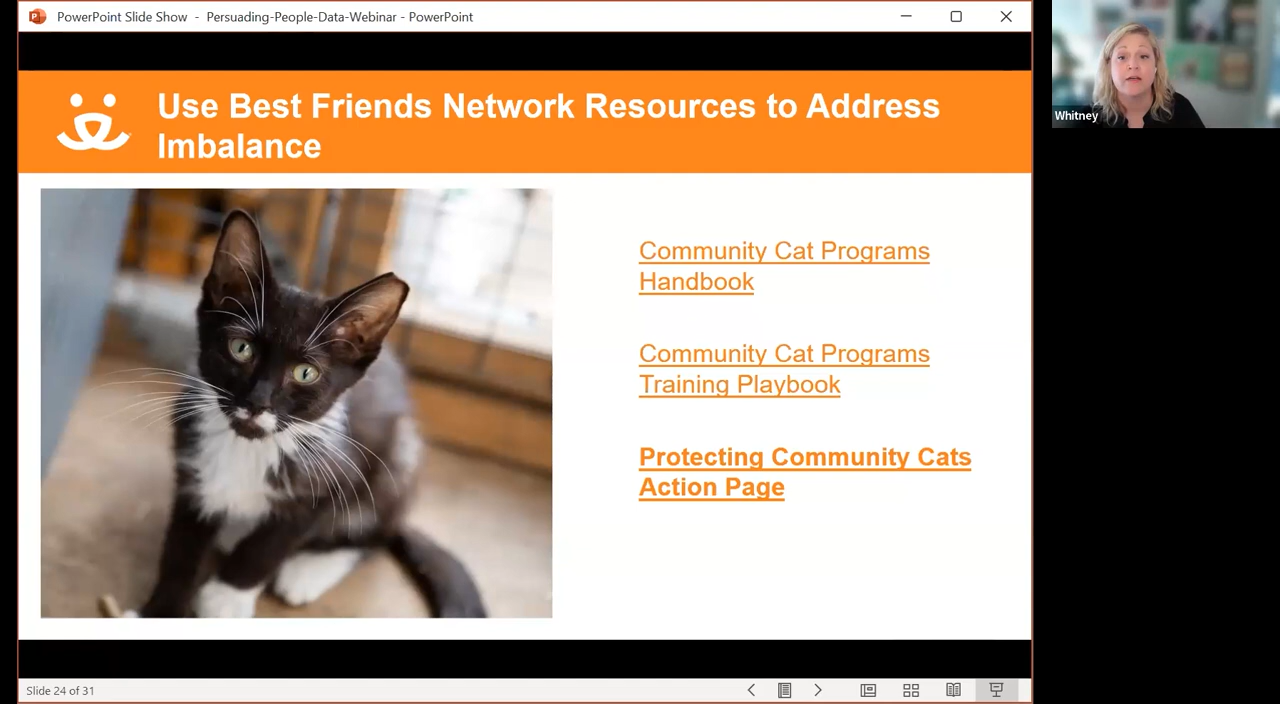 PowerPoint Slide Show - Persuading-People-Data-Webinar - PowerPoint
Use Best Friends Network Resources to Address
Imbalance
Community Cat Programs
Handbook
Community Cat Programs
Training Playbook
Protecting Community Cats
Action Page
Whitney
Slide 24 of 31